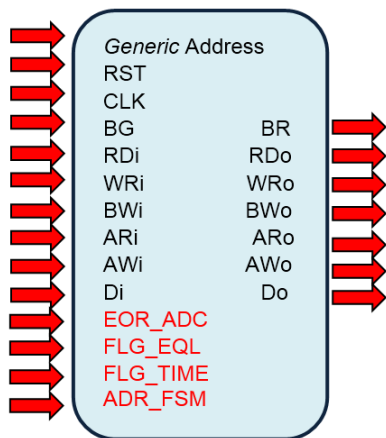 Generic Address
RST
CLK
BG BR
RDi RDo
WRi WRo
BWi BWo
ARi ARo
AWi AWo
Di Do
EOR_ADC
FLG_EQL
FLG_TIME
ADR_FSM